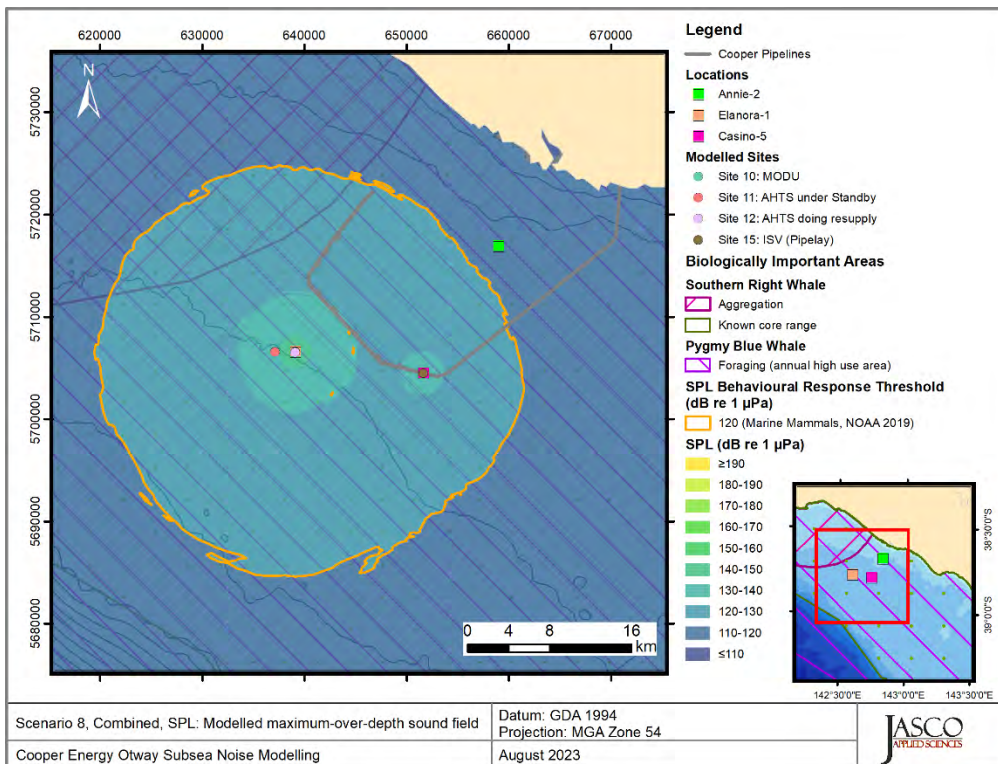 620000 630000 640000 650000 660000 670000
N
5730000
5720000
5710000
5700000
5690000
5680000
0 4 8 16
km
Legend
Cooper Pipelines
Locations
Annie-2
Elanora-1
Casino-5
Modelled Sites
Site 10: MODU
Site 11: AHTS under Standby
Site 12: AHTS doing resupply
Site 15: ISV (Pipelay)
Biologically Important Areas
Southern Right Whale
Aggregation
Known core range
Pygmy Blue Whale
Foraging (annual high use area)
SPL Behavioural Response Threshold
(dB re 1 µPa)
120 (Marine Mammals, NOAA 2019)
SPL (dB re 1 µPa)
≥190
180-190
170-180
160-170
150-160
140-150
130-140
120-130
110-120
≤110
38°30'0"S
39°0'0"S
142°30'0"E 143°0'0"E 143°30'0"E
Scenario 8, Combined, SPL: Modelled maximum-over-depth sound field
Datum: GDA 1994
Projection: MGA Zone 54
Cooper Energy Otway Subsea Noise Modelling
August 2023
JASCO
APPLIED SCIENCES